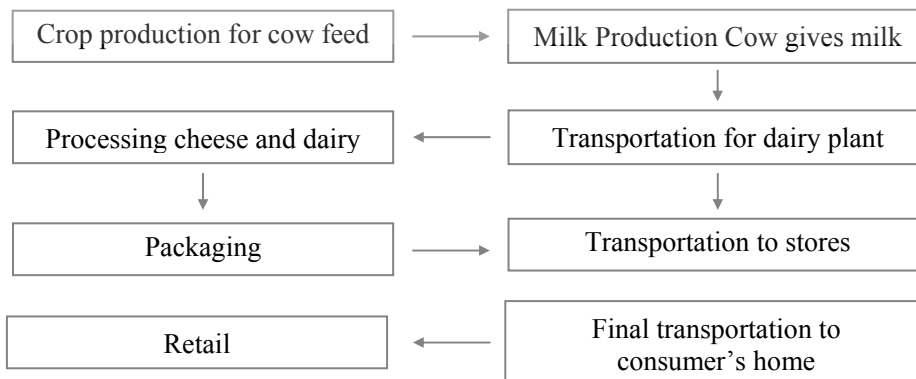 Crop production for cow feed
Milk Production Cow gives milk
Processing cheese and dairy
Transportation for dairy plant
Packaging
Transportation to stores
Retail
Final transportation to
consumer’s home